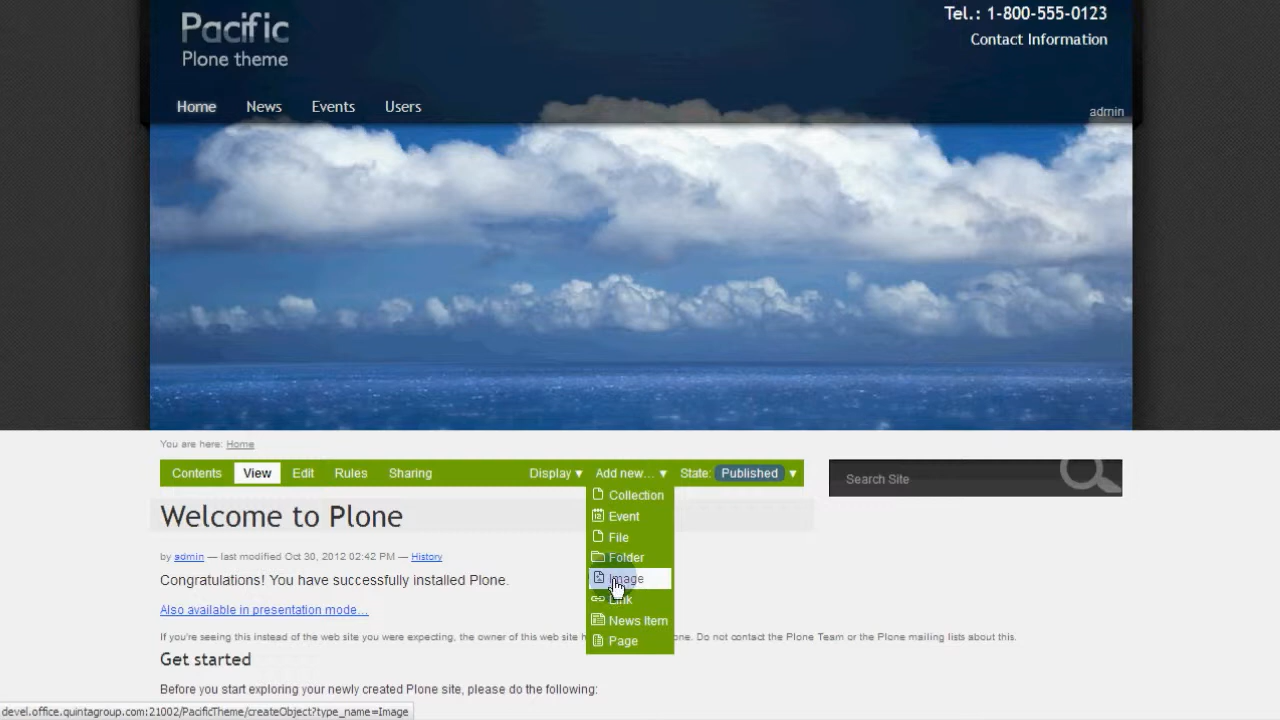 Pacific
Plone theme
Tel.: 1-800-555-0123
Contact Information
Home News Events Users
admin
You are here: Home
Contents View Edit Rules Sharing Display Add new... State: Published
Search Site
Collection
Event
File
Folder
Image
Link
News Item
Page
Welcome to Plone
by admin — last modified Oct 30, 2012 02:42 PM — History
Congratulations! You have successfully installed Plone.
Also available in presentation mode...
If you're seeing this instead of the web site you were expecting, the owner of this web site Do not contact the Plone Team or the Plone mailing lists about this.
Get started
Before you start exploring your newly created Plone site, please do the following:
devel.office.quintagroup.com:21002/PacificTheme/createObject?type_name=Image